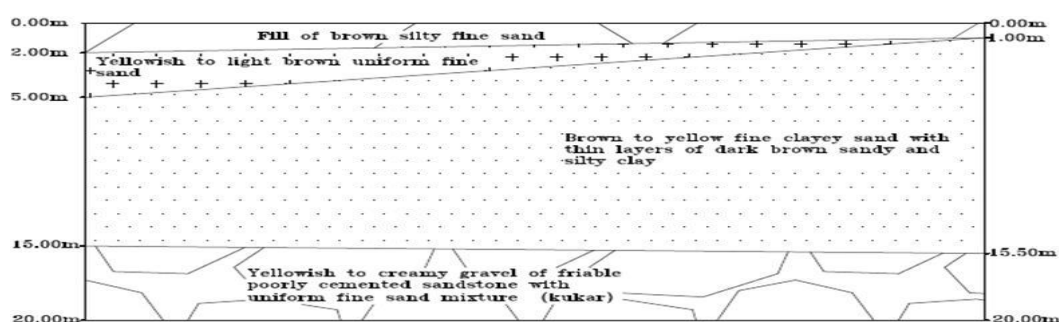 0.00m
0.00m
Fill of brown silty fine sand
1.00m
2.00m
Yellowish to light brown uniform fine
sand
5.00m
Brown to yellow fine clayey sand with
thin layers of dark brown sandy and
silty clay
15.00m
15.50m
Yellowish to creamy gravel of friable
poorly cemented sandstone with
uniform fine sand mixture (kukar)
20.00m
20.00m